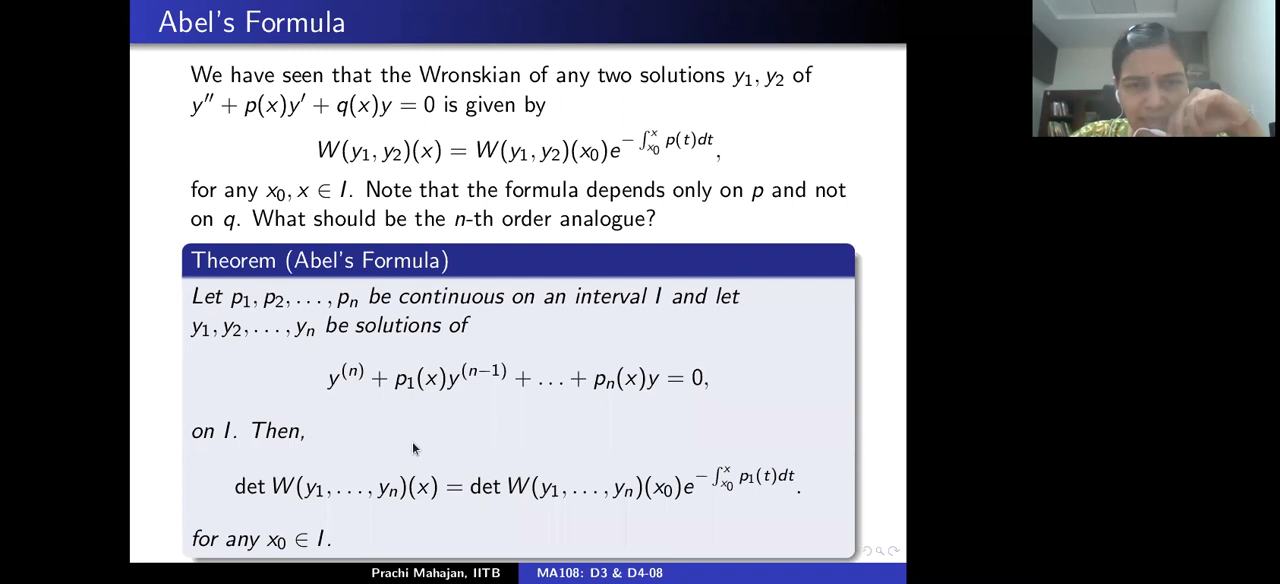 Abel's Formula
We have seen that the Wronskian of any two solutions y₁, y₂ of
y″ + p(x)y′ + q(x)y = 0 is given by
W(y₁, y₂)(x) = W(y₁, y₂)(x₀)e^{−∫_{x₀}^{x} p(t)dt},
for any x₀, x ∈ I. Note that the formula depends only on p and not
on q. What should be the n-th order analogue?
Theorem (Abel's Formula)
Let p₁, p₂, . . . , pₙ be continuous on an interval I and let
y₁, y₂, . . . , yₙ be solutions of
y⁽ⁿ⁾ + p₁(x)y⁽ⁿ⁻¹⁾ + . . . + pₙ(x)y = 0,
on I. Then,
det W(y₁, . . . , yₙ)(x) = det W(y₁, . . . , yₙ)(x₀)e^{−∫_{x₀}^{x} p₁(t)dt}.
for any x₀ ∈ I.
Prachi Mahajan, IITB MA108: D3 & D4-08